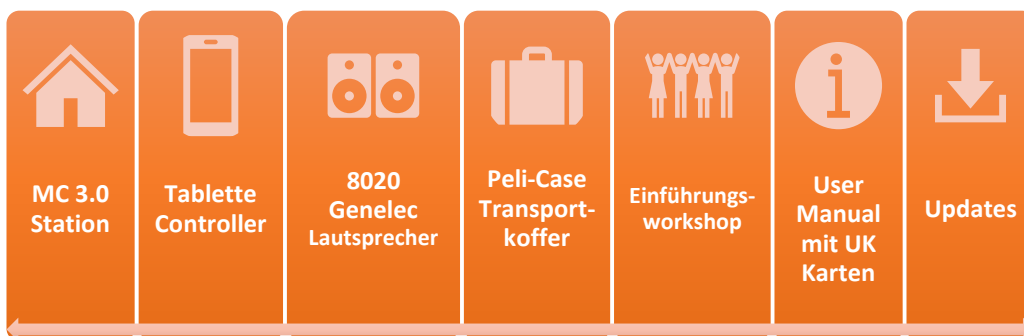 MC 3.0
Station
Tablette
Controller
8020
Genelec
Lautsprecher
Peli-Case
Transport-
koffer
Einführungs-
workshop
User
Manual
mit UK
Karten
Updates